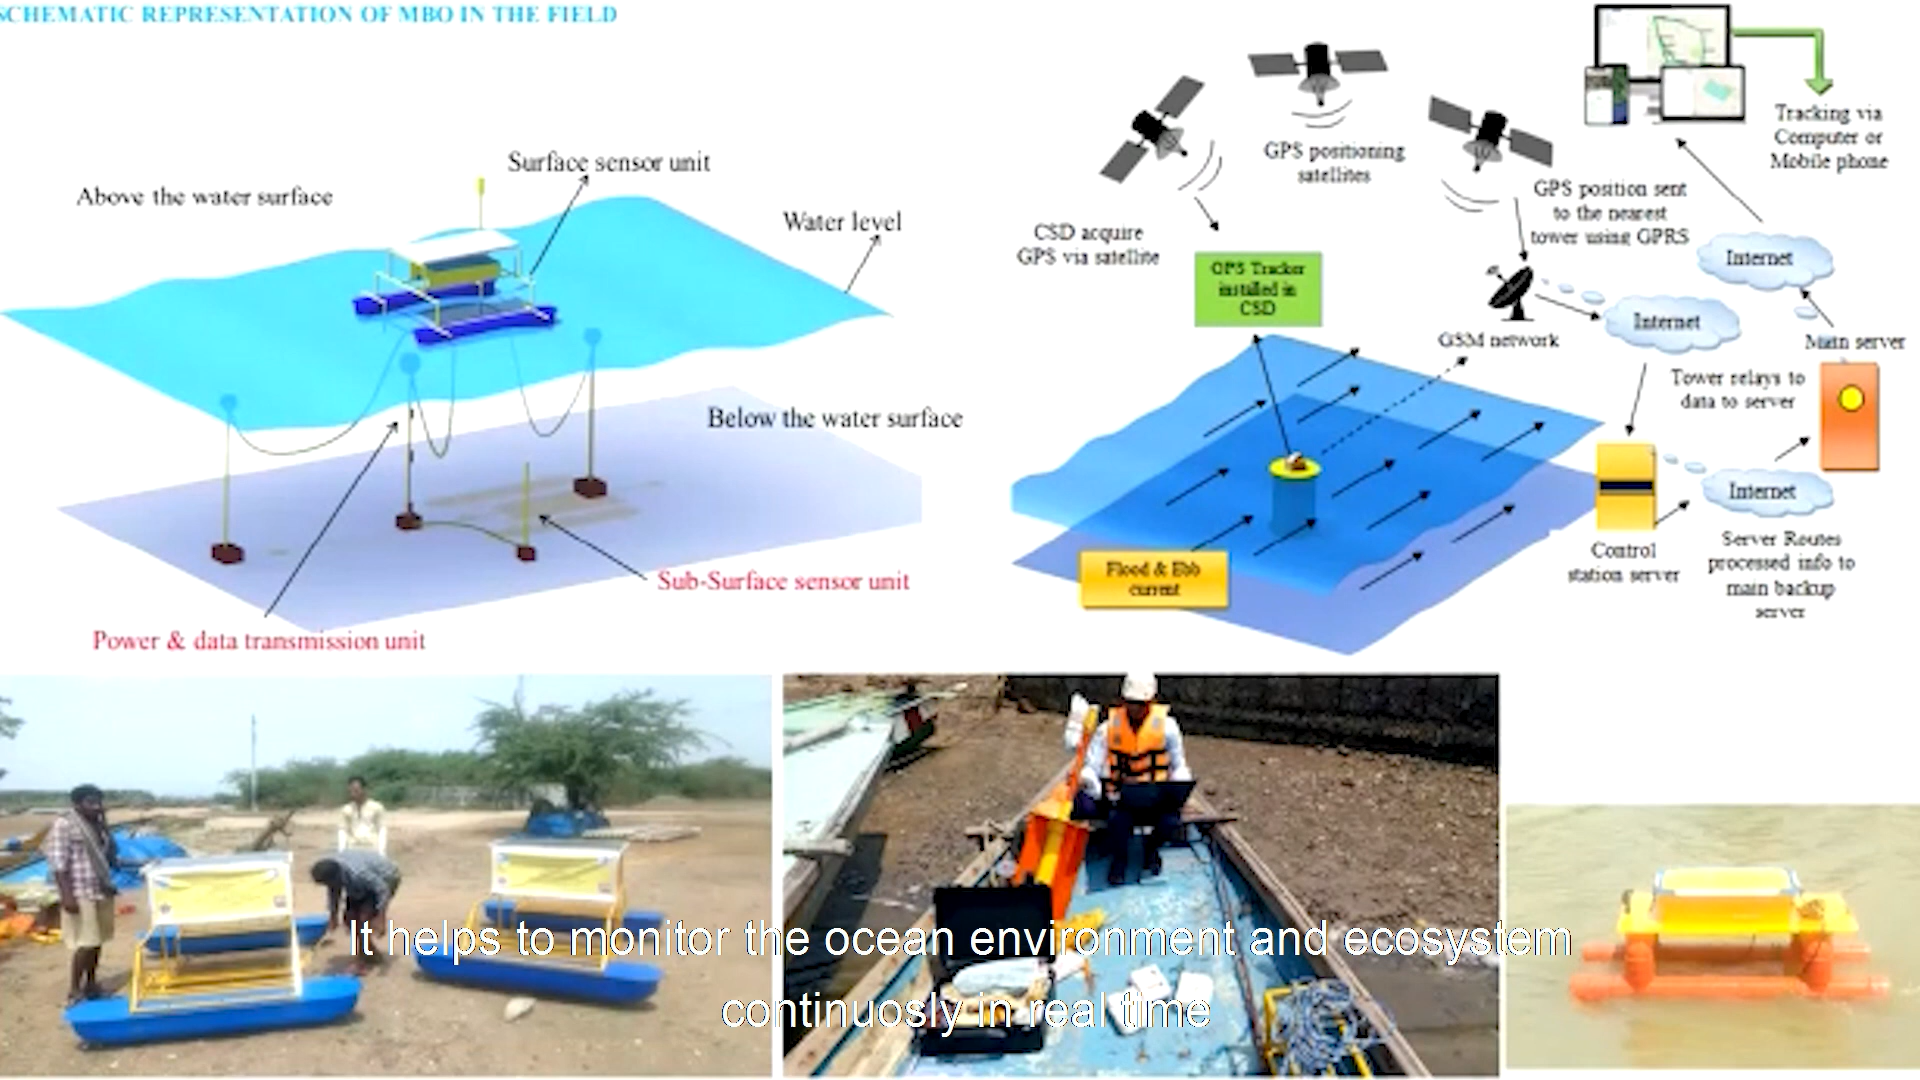 SCHEMATIC REPRESENTATION OF MBO IN THE FIELD
Surface sensor unit
Above the water surface
Water level
Below the water surface
Sub-Surface sensor unit
Power & data transmission unit
GPS positioning
satellites
Tracking via
Computer or
Mobile phone
CSD acquire
GPS via satellite
GPS position sent
to the nearest
tower using GPRS
GPS Tracker
installed in
CSD
Internet
Internet
GSM network
Main server
Tower relays to
data to server
Internet
Control
station server
Server Routes
processed info to
main backup
server
Flood & Ebb
current
It helps to monitor the ocean environment and ecosystem
continuosly in real time